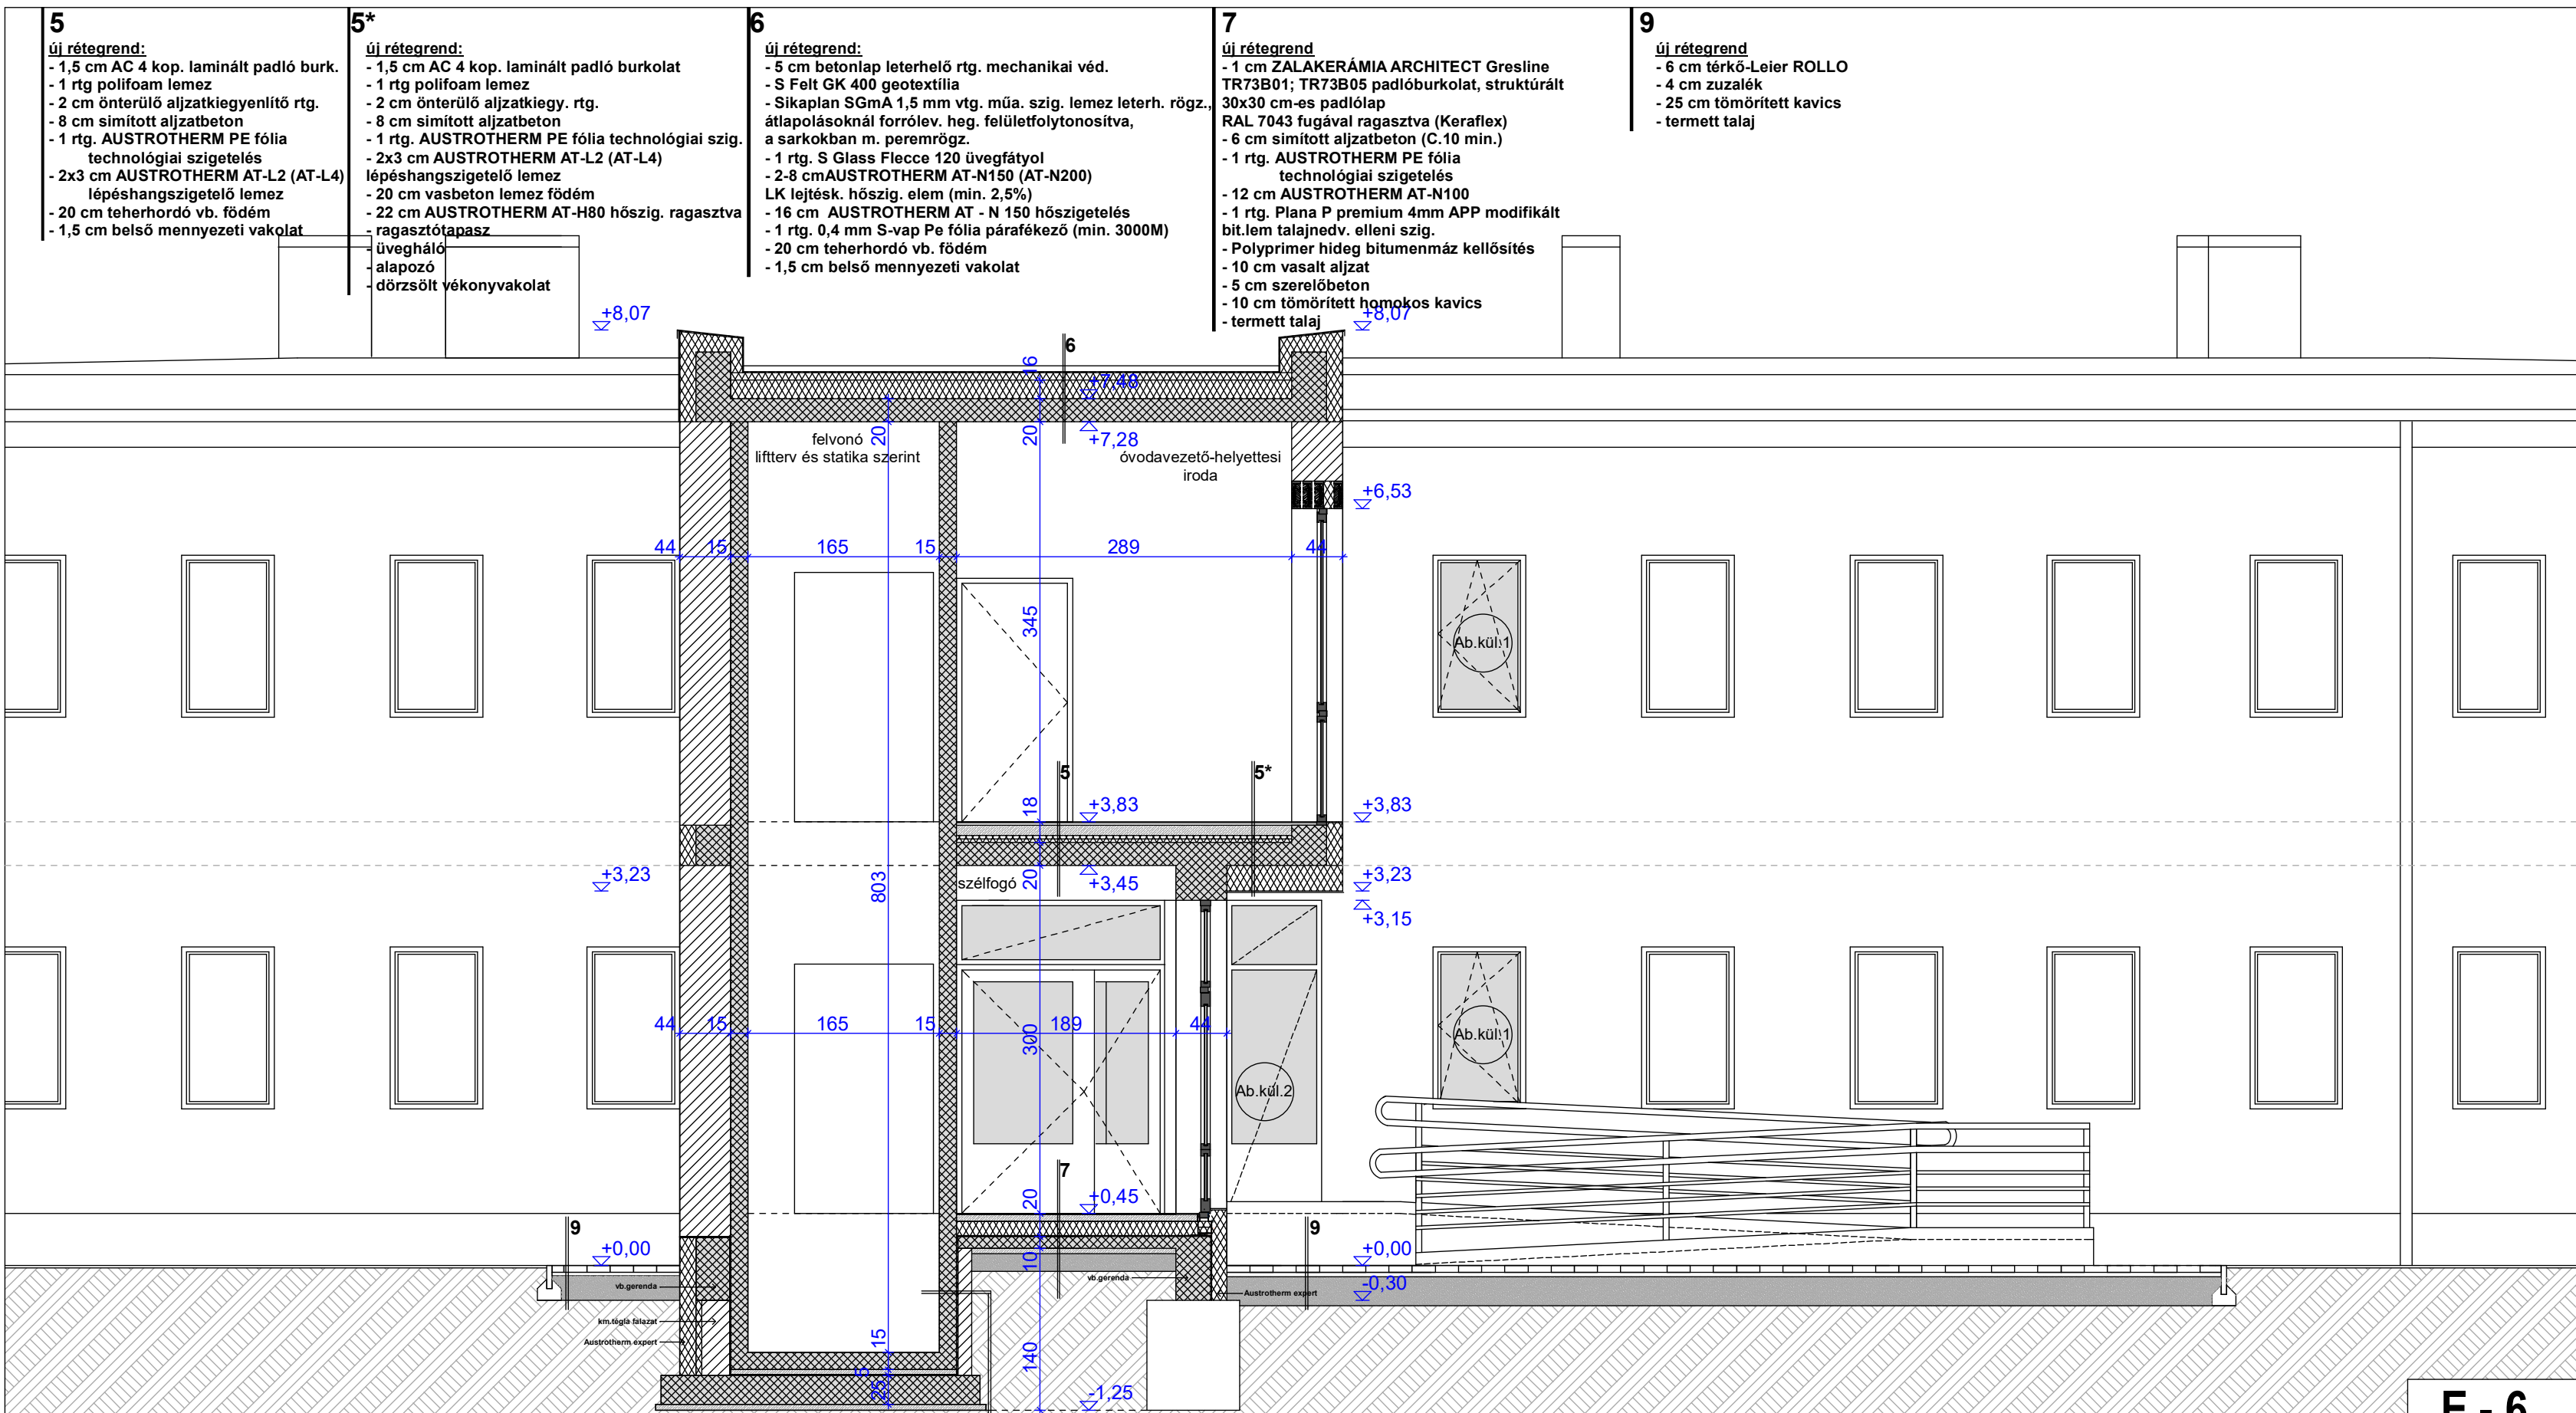 5
új rétegrend:
- 1,5 cm AC 4 kop. laminált padló burk.
- 1 rtg polifoam lemez
- 2 cm önterülő aljzatkiegyenlítő rtg.
- 8 cm simított aljzatbeton
- 1 rtg. AUSTROTHERM PE fólia
technológiai szigetelés
- 2x3 cm AUSTROTHERM AT-L2 (AT-L4)
lépéshangszigetelő lemez
- 20 cm teherhordó vb. födém
- 1,5 cm belső mennyezeti vakolat
5*
új rétegrend:
- 1,5 cm AC 4 kop. laminált padló burkolat
- 1 rtg polifoam lemez
- 2 cm önterülő aljzatkiegy. rtg.
- 8 cm simított aljzatbeton
- 1 rtg. AUSTROTHERM PE fólia technológiai szig.
- 2x3 cm AUSTROTHERM AT-L2 (AT-L4)
lépéshangszigetelő lemez
- 20 cm vasbeton lemez födém
- 22 cm AUSTROTHERM AT-H80 hőszig. ragasztva
- ragasztótapasz
- üvegháló
- alapozó
- dörzsölt vékonyvakolat
6
új rétegrend:
- 5 cm betonlap leterhelő rtg. mechanikai véd.
- S Felt GK 400 geotextília
- Sikaplan SGmA 1,5 mm vtg. műa. szig. lemez leterh. rögz.,
átlapolásoknál forrólev. heg. felületfolytonosítva,
a sarkokban m. peremrögz.
- 1 rtg. S Glass Flecce 120 üvegfátyol
- 2-8 cmAUSTROTHERM AT-N150 (AT-N200)
LK lejtésk. hőszig. elem (min. 2,5%)
- 16 cm  AUSTROTHERM AT - N 150 hőszigetelés
- 1 rtg. 0,4 mm S-vap Pe fólia párafékező (min. 3000M)
- 20 cm teherhordó vb. födém
- 1,5 cm belső mennyezeti vakolat
7
új rétegrend
- 1 cm ZALAKERÁMIA ARCHITECT Gresline
TR73B01; TR73B05 padlóburkolat, struktúrált
30x30 cm-es padlólap
RAL 7043 fugával ragasztva (Keraflex)
- 6 cm simított aljzatbeton (C.10 min.)
- 1 rtg. AUSTROTHERM PE fólia
technológiai szigetelés
- 12 cm AUSTROTHERM AT-N100
- 1 rtg. Plana P premium 4mm APP modifikált
bit.lem talajnedv. elleni szig.
- Polyprimer hideg bitumenmáz kellősítés
- 10 cm vasalt aljzat
- 5 cm szerelőbeton
- 10 cm tömörített homokos kavics
- termett talaj
9
új rétegrend
- 6 cm térkő-Leier ROLLO
- 4 cm zuzalék
- 25 cm tömörített kavics
- termett talaj
+8,07
+8,07
6
16
+7,48
20
20
+7,28
felvonó
liftterv és statika szerint
óvodavezető-helyettesi
iroda
+6,53
44
15
165
15
289
44
345
Ab.kül.1
5
5*
18
+3,83
+3,83
+3,23
803
szélfogó
20
+3,45
+3,23
+3,15
44
15
165
15
300
189
44
Ab.kül.1
Ab.kül.2
7
20
+0,45
9
9
+0,00
+0,00
10
vb.gerenda
vb.gerenda
-0,30
Austrotherm expert
km.tégla falazat
Austrotherm expert
15
140
5
25
-1,25
E - 6